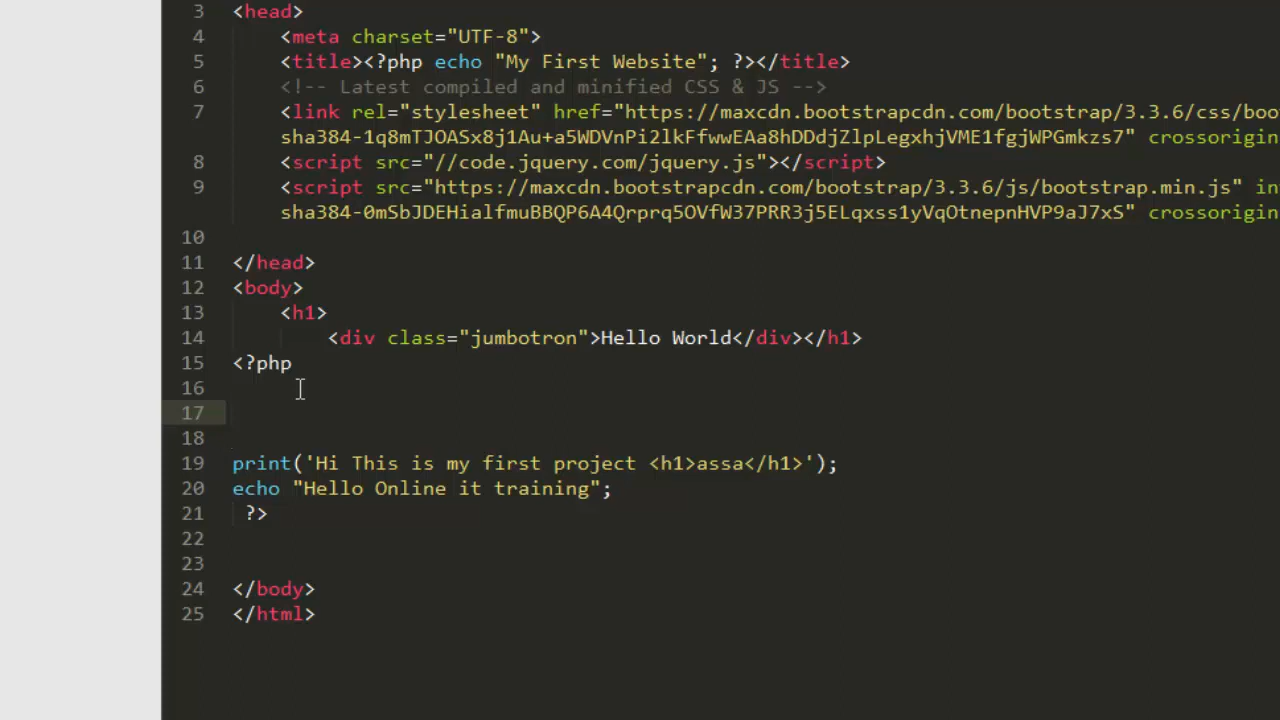 3 <head>
4 <meta charset="UTF-8">
5 <title><?php echo "My First Website"; ?></title>
6 <!-- Latest compiled and minified CSS & JS -->
7 <link rel="stylesheet" href="https://maxcdn.bootstrapcdn.com/bootstrap/3.3.6/css/boo
sha384-1q8mTJOASx8j1Au+a5WDVnPi2lkFfwwEAa8hDDdjZlpLegxhjVME1fgjWPGmkzs7" crossorigin
8 <script src="//code.jquery.com/jquery.js"></script>
9 <script src="https://maxcdn.bootstrapcdn.com/bootstrap/3.3.6/js/bootstrap.min.js" in
sha384-0mSbJDEHialfmuBBQP6A4Qrprq5OVfW37PRR3j5ELqxss1yVqOtnepnHVP9aJ7xS" crossorigin
10
11 </head>
12 <body>
13 <h1>
14 <div class="jumbotron">Hello World</div></h1>
15 <?php
16
17
18
19 print('Hi This is my first project <h1>assa</h1>');
20 echo "Hello Online it training";
21 ?>
22
23
24 </body>
25 </html>